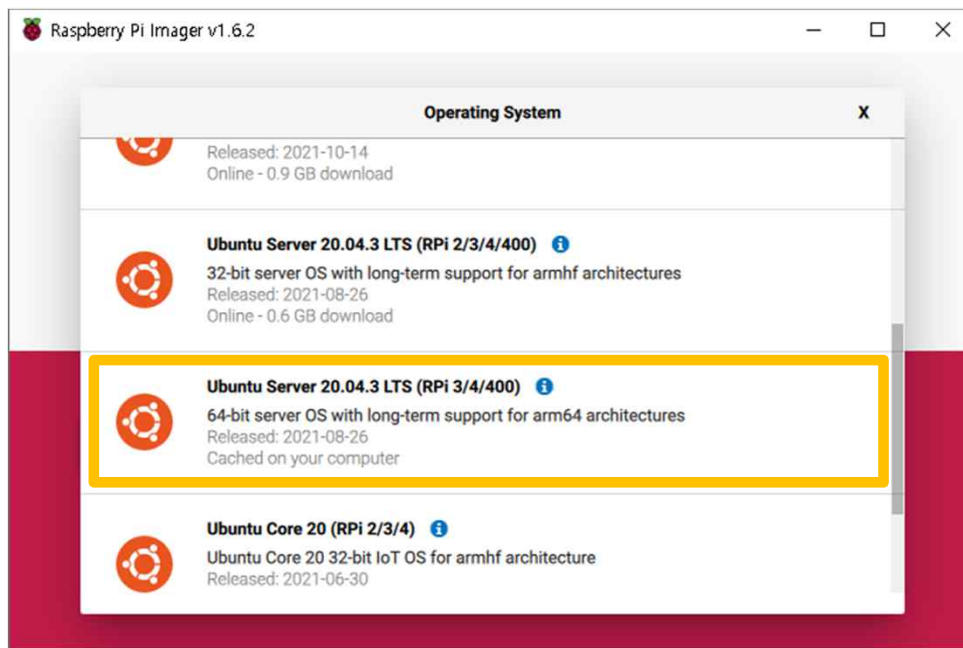 Raspberry Pi Imager v1.6.2
Operating System
X
Released: 2021-10-14
Online - 0.9 GB download
Ubuntu Server 20.04.3 LTS (RPi 2/3/4/400)
32-bit server OS with long-term support for armhf architectures
Released: 2021-08-26
Online - 0.6 GB download
Ubuntu Server 20.04.3 LTS (RPi 3/4/400)
64-bit server OS with long-term support for arm64 architectures
Released: 2021-08-26
Cached on your computer
Ubuntu Core 20 (RPi 2/3/4)
Ubuntu Core 20 32-bit IoT OS for armhf architecture
Released: 2021-06-30